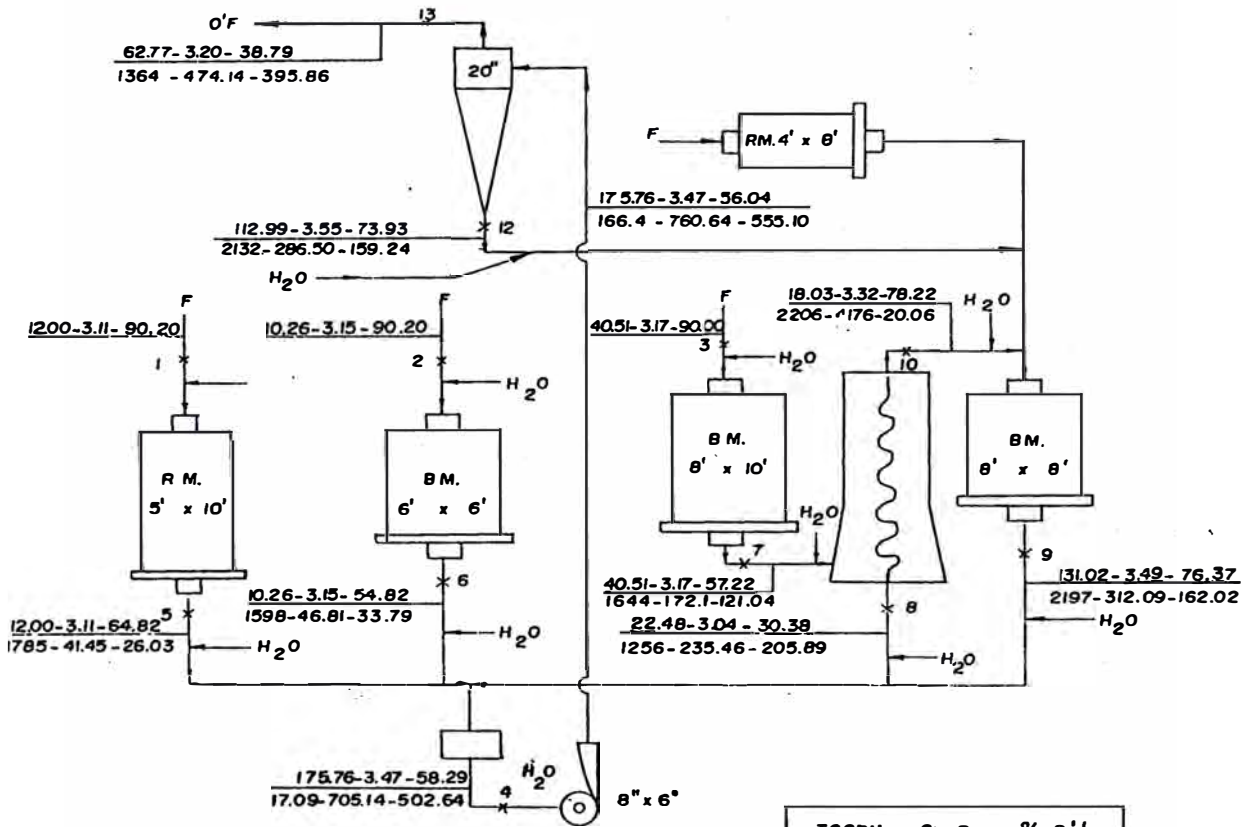 13
O'F
62.77-3.20-38.79
1364 - 474.14 - 395.86
20"
F
RM. 4' x 8'
175.76-3.47-56.04
166.4 - 760.64 - 555.10
12
112.99-3.55-73.93
2132-286.50-159.24
H2O
18.03-3.32-78.22
H2O
F
F
F
12.00-3.11-90.20
10.26-3.15-90.20
40.51-3.17-90.00
3
H2O
10
1
2
H2O
R M.
5' x 10'
BM.
6' x 6'
BM.
8' x 10'
BM.
8' x 8'
H2O
7
9
6
131.02-3.49-76.37
2197-312.09-162.02
10.26-3.15-54.82
1598-46.81-33.79
40.51-3.17-57.22
1644-172.1-121.04
8
5
12.00-3.11-64.82
1785-41.45-26.03
H2O
H2O
22.48-3.04-30.38
1256-235.46-205.89
H2O
H2O
175.76-3.47-58.29
17.09-705.14-502.64
H2O
4
8" x 6"